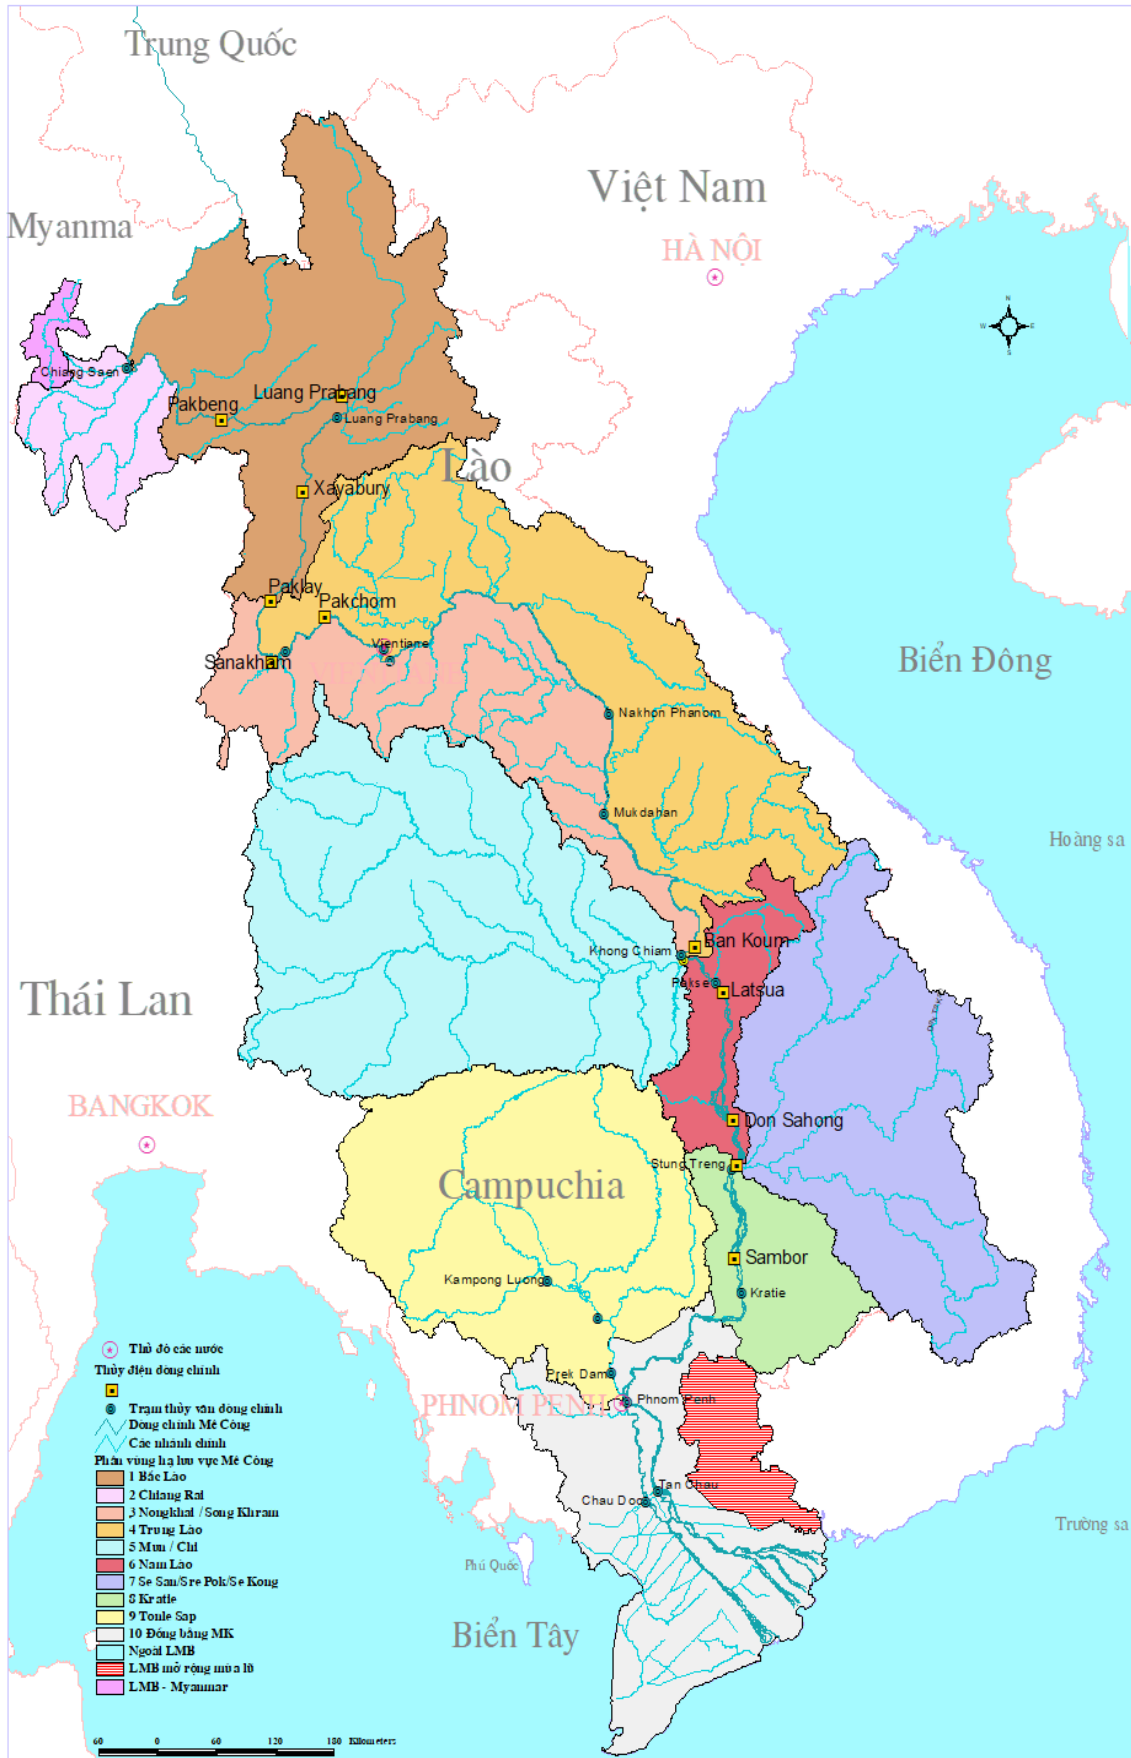 Trung Quốc
Việt Nam
Myanma
HÀ NỘI
N
W
E
S
Chiang Saen
Luang Prabang
Pakbeng
Luang Prabang
Lào
Xayabury
Paklay
Pakchom
Vientiane
Sanakham
Biển Đông
Nakhon Phanom
Mukdahan
Hoàng sa
Ban Koum
Khong Chiam
Thái Lan
Pakse
Latsua
BANGKOK
Don Sahong
Stung Treng
Campuchia
Sambor
Kampong Luong
Kratie
Prek Dam
PHNOM PENH
Phnom Penh
Tan Chau
Chau Doc
Trường sa
Phú Quốc
Biển Tây
Thủ đô các nước
Thủy điện dòng chính
Trạm thủy văn dòng chính
Dòng chính Mê Công
Các nhánh chính
Phân vùng hạ lưu vực Mê Công
1 Bắc Lào
2 Chiang Rai
3 Nongkhai / Song Khram
4 Trung Lào
5 Mun / Chi
6 Nam Lào
7 Se San/Sre Pok/Se Kong
8 Kratie
9 Tonle Sap
10 Đồng bằng MK
Ngoài LMB
LMB mở rộng mùa lũ
LMB - Myanmar
60 0 60 120 180 Kilometers